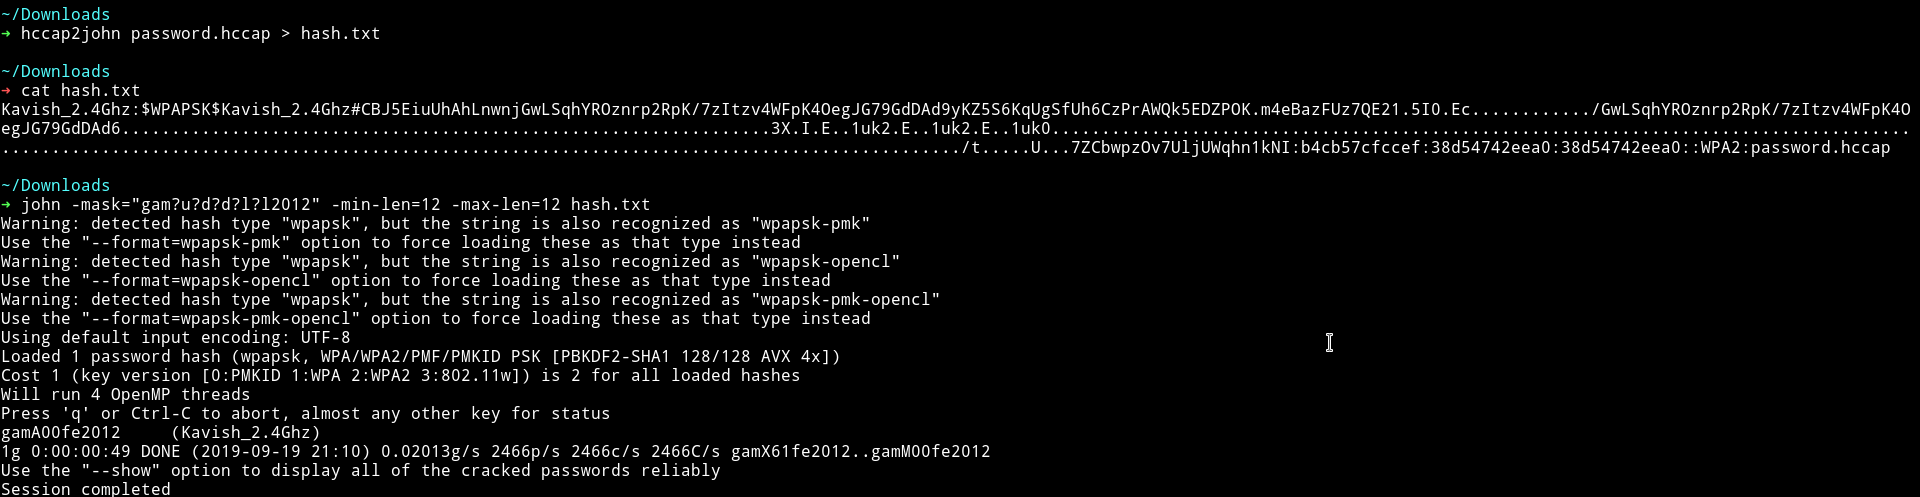 ~/Downloads
→ hccap2john password.hccap > hash.txt
~/Downloads
→ cat hash.txt
Kavish_2.4Ghz:$WPAPSK$Kavish_2.4Ghz#CBJ5EiuUhAhLnwnjGwLSqhYROznrp2RpK/7zItzv4WFpK4OegJG79GdDAd9yKZ5S6KqUgSfUh6CzPrAWQk5EDZPOK.m4eBazFUz7QE21.5I0.Ec............/GwLSqhYROznrp2RpK/7zItzv4WFpK4O
egJG79GdDAd6.................................................................3X.I.E..1uk2.E..1uk2.E..1uk0......................................................................................
................................................................................................/t.....U...7ZCbwpzOv7UljUWqhn1kNI:b4cb57cfccef:38d54742eea0:38d54742eea0::WPA2:password.hccap
~/Downloads
→ john -mask="gam?u?d?d?l?l2012" -min-len=12 -max-len=12 hash.txt
Warning: detected hash type "wpapsk", but the string is also recognized as "wpapsk-pmk"
Use the "--format=wpapsk-pmk" option to force loading these as that type instead
Warning: detected hash type "wpapsk", but the string is also recognized as "wpapsk-opencl"
Use the "--format=wpapsk-opencl" option to force loading these as that type instead
Warning: detected hash type "wpapsk", but the string is also recognized as "wpapsk-pmk-opencl"
Use the "--format=wpapsk-pmk-opencl" option to force loading these as that type instead
Using default input encoding: UTF-8
Loaded 1 password hash (wpapsk, WPA/WPA2/PMF/PMKID PSK [PBKDF2-SHA1 128/128 AVX 4x])
Cost 1 (key version [0:PMKID 1:WPA 2:WPA2 3:802.11w]) is 2 for all loaded hashes
Will run 4 OpenMP threads
Press 'q' or Ctrl-C to abort, almost any other key for status
gamA00fe2012     (Kavish_2.4Ghz)
1g 0:00:00:49 DONE (2019-09-19 21:10) 0.02013g/s 2466p/s 2466c/s 2466C/s gamX61fe2012..gamM00fe2012
Use the "--show" option to display all of the cracked passwords reliably
Session completed